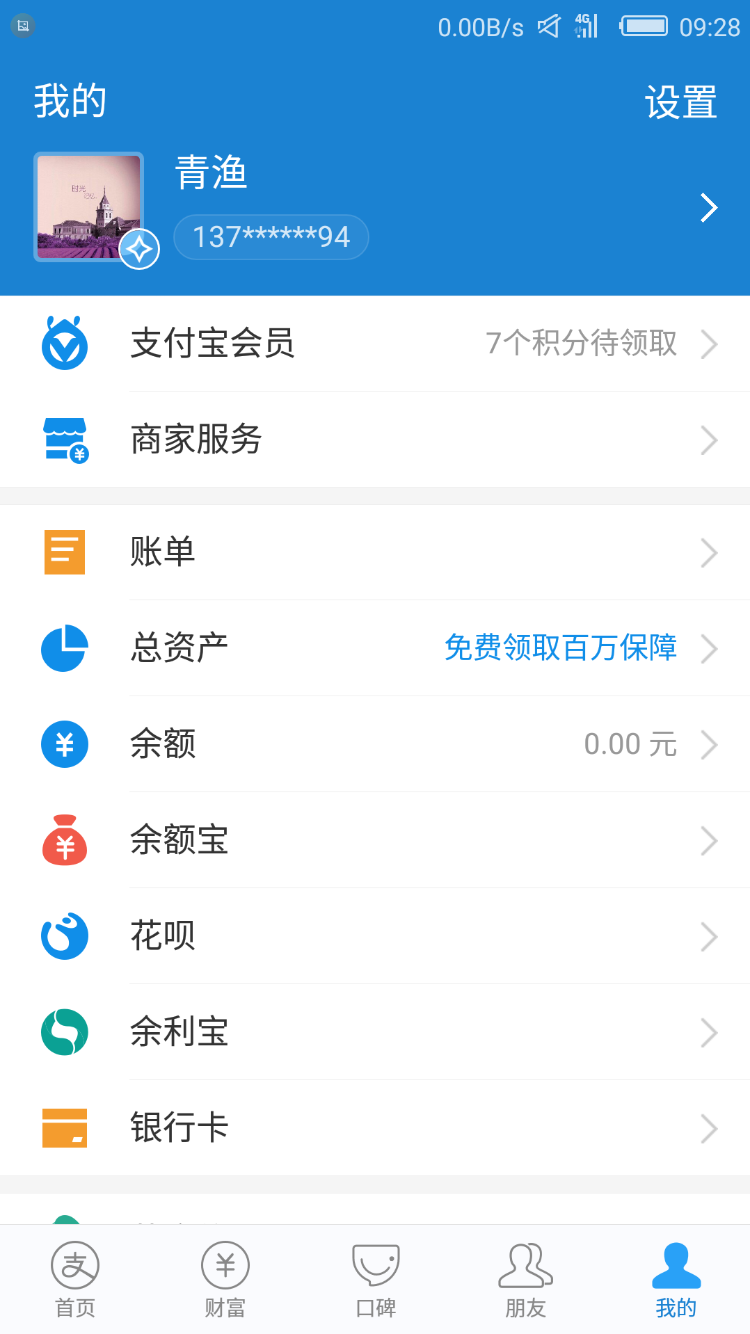 0.00B/s 4G 09:28
我的 设置
青渔
137******94
支付宝会员 7个积分待领取
商家服务
账单
总资产 免费领取百万保障
余额 0.00 元
余额宝
花呗
余利宝
银行卡
首页 财富 口碑 朋友 我的